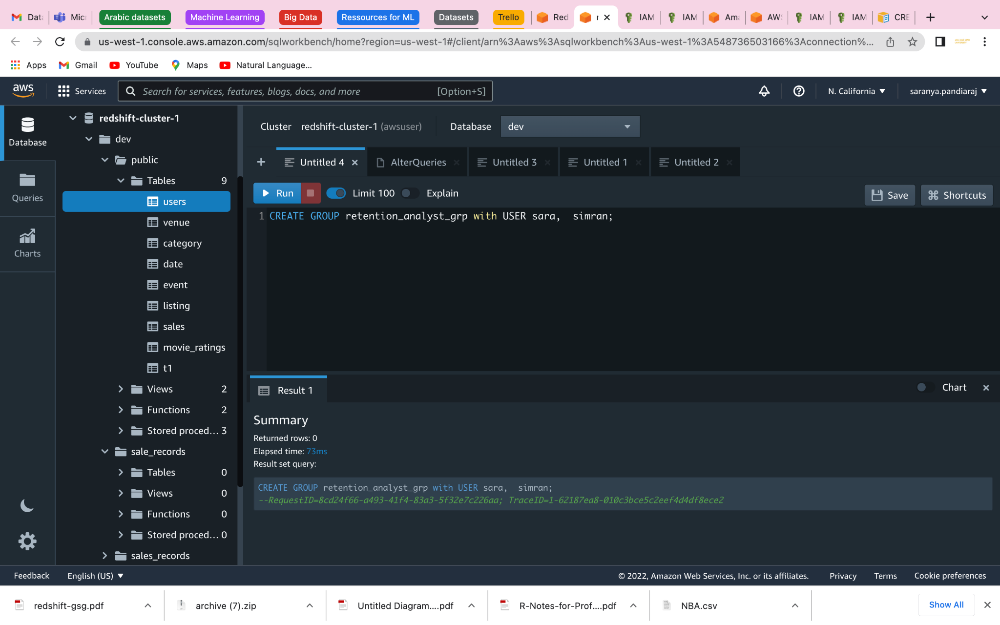 Data
Mic
Arabic datasets
Machine Learning
Big Data
Ressources for ML
Datasets
Trello
Red
IAM
IAM
Ama
AWS
IAM
IAM
CRE
us-west-1.console.aws.amazon.com/sqlworkbench/home?region=us-west-1#/client/arn%3Aaws%3Asqlworkbench%3Aus-west-1%3A548736503166%3Aconnection%...
Apps
Gmail
YouTube
Maps
Natural Language...
aws
Services
Search for services, features, blogs, docs, and more
[Option+S]
N. California
saranya.pandiaraj
Database
Queries
Charts
redshift-cluster-1
dev
public
Tables 9
users
venue
category
date
event
listing
sales
movie_ratings
t1
Views 2
Functions 2
Stored proced... 3
sale_records
Tables 0
Views 0
Functions 0
Stored proced... 0
sales_records
Cluster redshift-cluster-1 (awsuser)
Database dev
Untitled 4
AlterQueries
Untitled 3
Untitled 1
Untitled 2
Run
Limit 100
Explain
Save
Shortcuts
1 CREATE GROUP retention_analyst_grp with USER sara,  simran;
Result 1
Chart
Summary
Returned rows: 0
Elapsed time: 73ms
Result set query:
CREATE GROUP retention_analyst_grp with USER sara,  simran;
--RequestID=8cd24f66-a493-41f4-83a3-5f32e7c226aa; TraceID=1-62187ea8-010c3bce5c2eef4d4df8ece2
Feedback
English (US)
© 2022, Amazon Web Services, Inc. or its affiliates.
Privacy
Terms
Cookie preferences
redshift-gsg.pdf
archive (7).zip
Untitled Diagram....pdf
R-Notes-for-Prof....pdf
NBA.csv
Show All